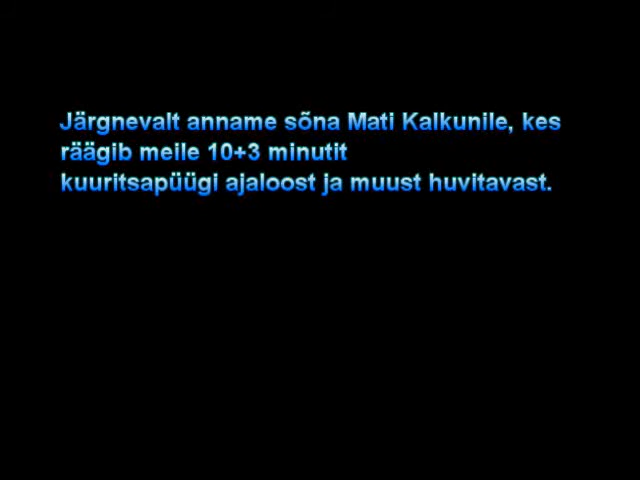 Järgnevalt anname sõna Mati Kalkunile, kes
räägib meile 10+3 minutit
kuuritsapüügi ajaloost ja muust huvitavast.